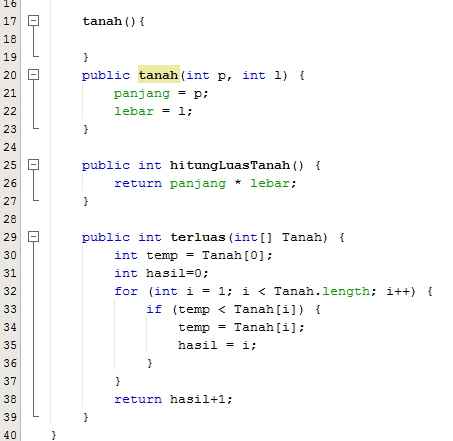 16
17 tanah(){
18
19 }
20 public tanah(int p, int l) {
21 panjang = p;
22 lebar = l;
23 }
24
25 public int hitungLuasTanah() {
26 return panjang * lebar;
27 }
28
29 public int terluas(int[] Tanah) {
30 int temp = Tanah[0];
31 int hasil=0;
32 for (int i = 1; i < Tanah.length; i++) {
33 if (temp < Tanah[i]) {
34 temp = Tanah[i];
35 hasil = i;
36 }
37 }
38 return hasil+1;
39 }
40 }